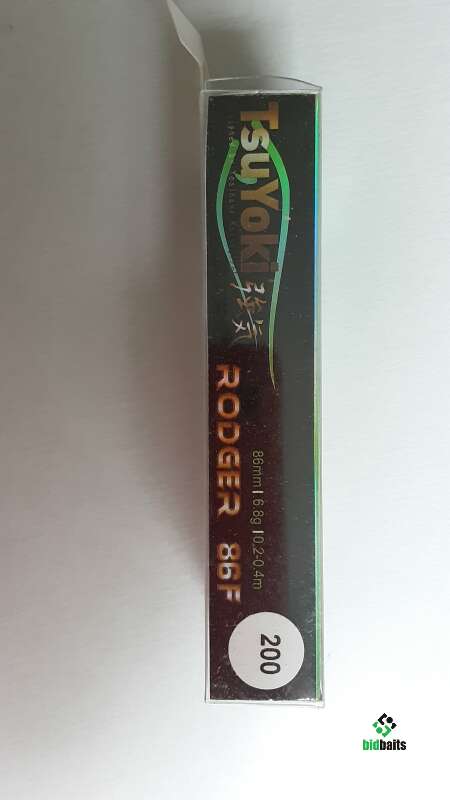 TsuYoki
強気
RODGER 86F
86mm | 6.8g | 0.2-0.4m
200
bidbaits